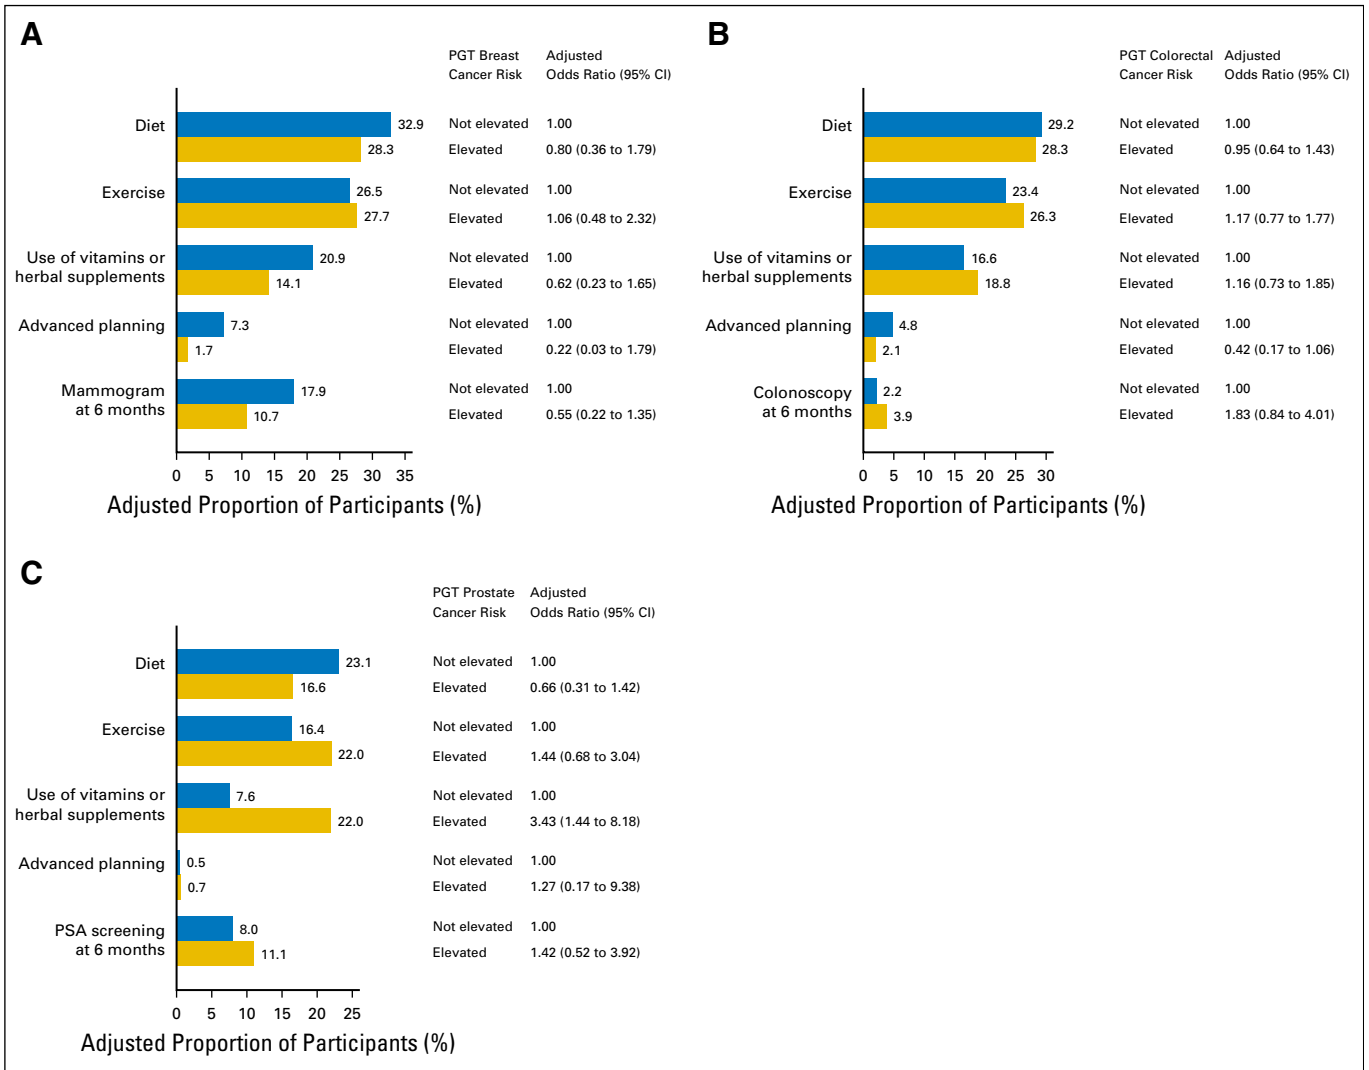 A
PGT Breast Adjusted
Cancer Risk Odds Ratio (95% CI)
Diet 32.9 Not elevated 1.00
28.3 Elevated 0.80 (0.36 to 1.79)
Exercise 26.5 Not elevated 1.00
27.7 Elevated 1.06 (0.48 to 2.32)
Use of vitamins or
herbal supplements
20.9 Not elevated 1.00
14.1 Elevated 0.62 (0.23 to 1.65)
Advanced planning 7.3 Not elevated 1.00
1.7 Elevated 0.22 (0.03 to 1.79)
Mammogram
at 6 months
17.9 Not elevated 1.00
10.7 Elevated 0.55 (0.22 to 1.35)
0 5 10 15 20 25 30 35
Adjusted Proportion of Participants (%)
B
PGT Colorectal Adjusted
Cancer Risk Odds Ratio (95% CI)
Diet 29.2 Not elevated 1.00
28.3 Elevated 0.95 (0.64 to 1.43)
Exercise 23.4 Not elevated 1.00
26.3 Elevated 1.17 (0.77 to 1.77)
Use of vitamins or
herbal supplements
16.6 Not elevated 1.00
18.8 Elevated 1.16 (0.73 to 1.85)
Advanced planning 4.8 Not elevated 1.00
2.1 Elevated 0.42 (0.17 to 1.06)
Colonoscopy
at 6 months
2.2 Not elevated 1.00
3.9 Elevated 1.83 (0.84 to 4.01)
0 5 10 15 20 25 30
Adjusted Proportion of Participants (%)
C
PGT Prostate Adjusted
Cancer Risk Odds Ratio (95% CI)
Diet 23.1 Not elevated 1.00
16.6 Elevated 0.66 (0.31 to 1.42)
Exercise 16.4 Not elevated 1.00
22.0 Elevated 1.44 (0.68 to 3.04)
Use of vitamins or
herbal supplements
7.6 Not elevated 1.00
22.0 Elevated 3.43 (1.44 to 8.18)
Advanced planning 0.5 Not elevated 1.00
0.7 Elevated 1.27 (0.17 to 9.38)
PSA screening
at 6 months
8.0 Not elevated 1.00
11.1 Elevated 1.42 (0.52 to 3.92)
0 5 10 15 20 25
Adjusted Proportion of Participants (%)